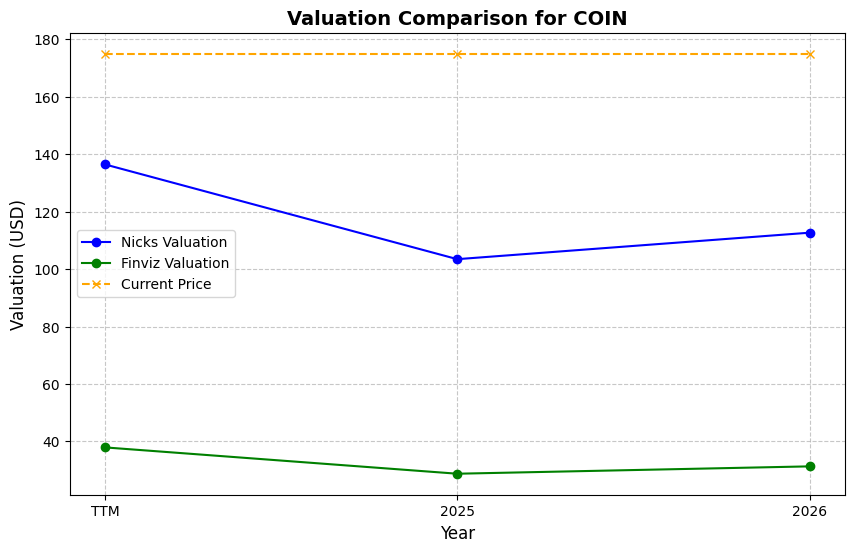 Valuation Comparison for COIN
Valuation (USD)
180
160
140
120
100
80
60
40
Nicks Valuation
Finviz Valuation
Current Price
TTM
2025
2026
Year